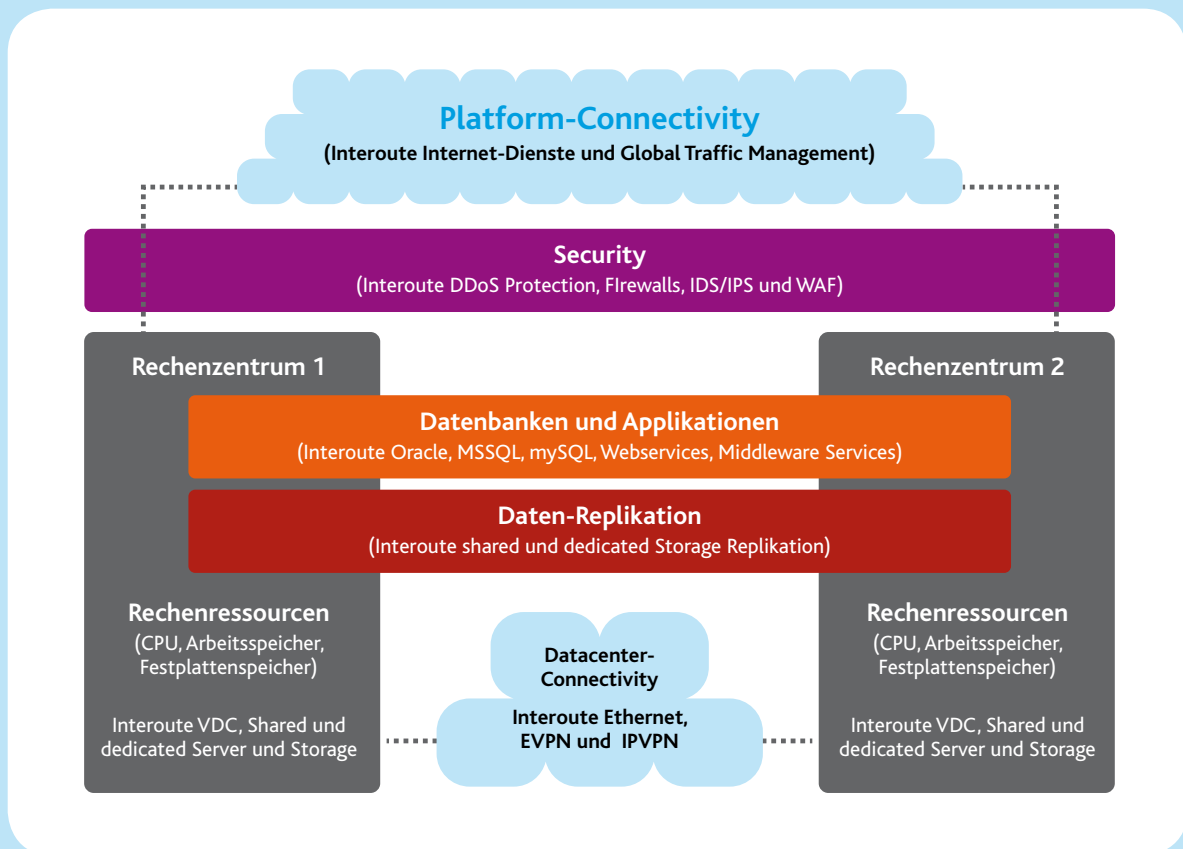 Platform-Connectivity
(Interoute Internet-Dienste und Global Traffic Management)
Security
(Interoute DDoS Protection, FIrewalls, IDS/IPS und WAF)
Rechenzentrum 1
Rechenzentrum 2
Datenbanken und Applikationen
(Interoute Oracle, MSSQL, mySQL, Webservices, Middleware Services)
Daten-Replikation
(Interoute shared und dedicated Storage Replikation)
Rechenressourcen
(CPU, Arbeitsspeicher,
Festplattenspeicher)
Interoute VDC, Shared und
dedicated Server und Storage
Datacenter-
Connectivity
Interoute Ethernet,
EVPN und IPVPN
Rechenressourcen
(CPU, Arbeitsspeicher,
Festplattenspeicher)
Interoute VDC, Shared und
dedicated Server und Storage